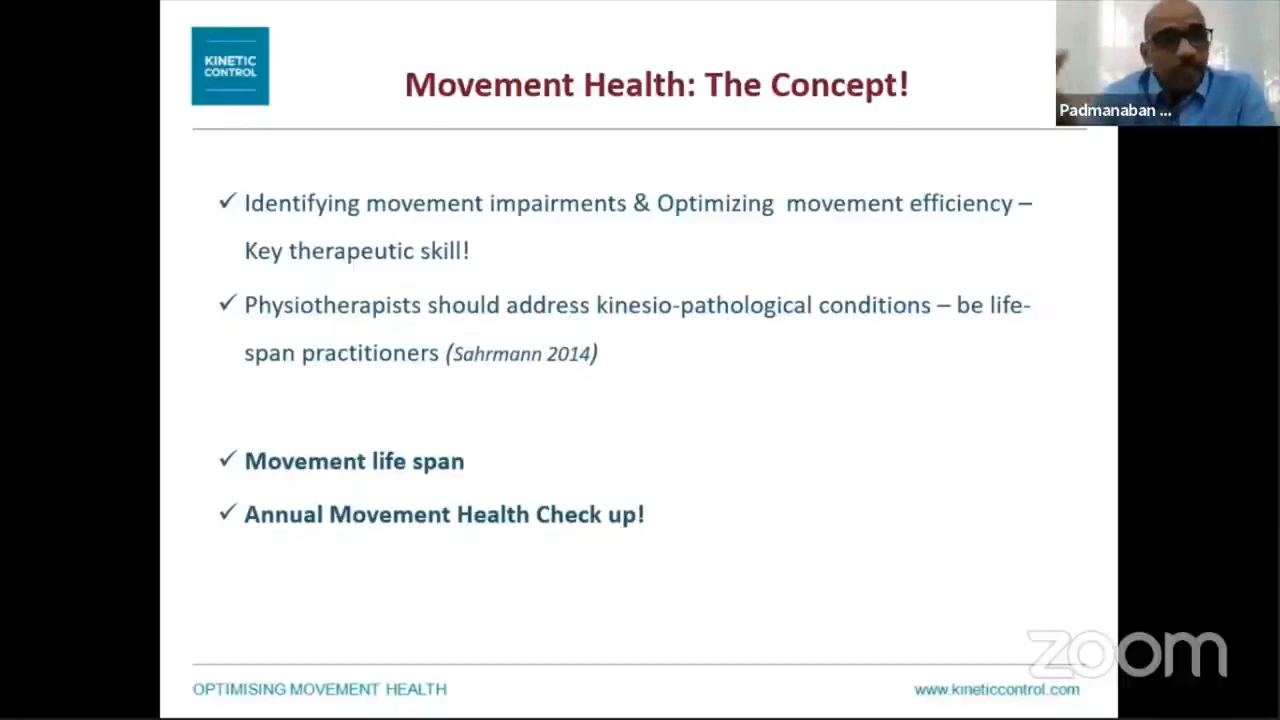 KINETIC
CONTROL
Movement Health: The Concept!
Padmanaban ...
✓ Identifying movement impairments & Optimizing movement efficiency –
Key therapeutic skill!
✓ Physiotherapists should address kinesio-pathological conditions – be life-
span practitioners (Sahrmann 2014)
✓ Movement life span
✓ Annual Movement Health Check up!
zoom
OPTIMISING MOVEMENT HEALTH
www.kineticcontrol.com